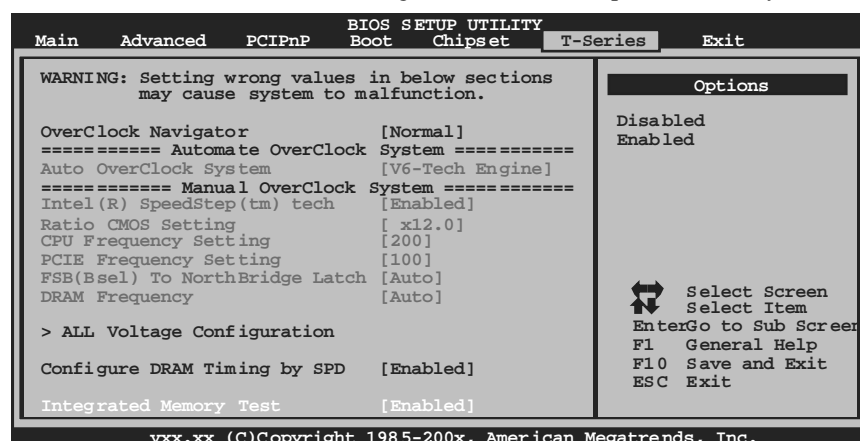 BIOS SETUP UTILITY
Main Advanced PCIPnP Boot Chipset T-Series Exit
WARNING: Setting wrong values in below sections
may cause system to malfunction.
OverClock Navigator [Normal]
============ Automate OverClock System ===========
Auto OverClock System [V6-Tech Engine]
============ Manual OverClock System ============
Intel(R) SpeedStep(tm) tech [Enabled]
Ratio CMOS Setting [ x12.0]
CPU Frequency Setting [200]
PCIE Frequency Setting [100]
FSB(Bsel) To NorthBridge Latch [Auto]
DRAM Frequency [Auto]
> ALL Voltage Configuration
Configure DRAM Timing by SPD [Enabled]
Integrated Memory Test [Enabled]
Options
Disabled
Enabled
Select Screen
Select Item
EnterGo to Sub Screen
F1 General Help
F10 Save and Exit
ESC Exit
vxx.xx (C)Copyright 1985-200x, American Megatrends, Inc.